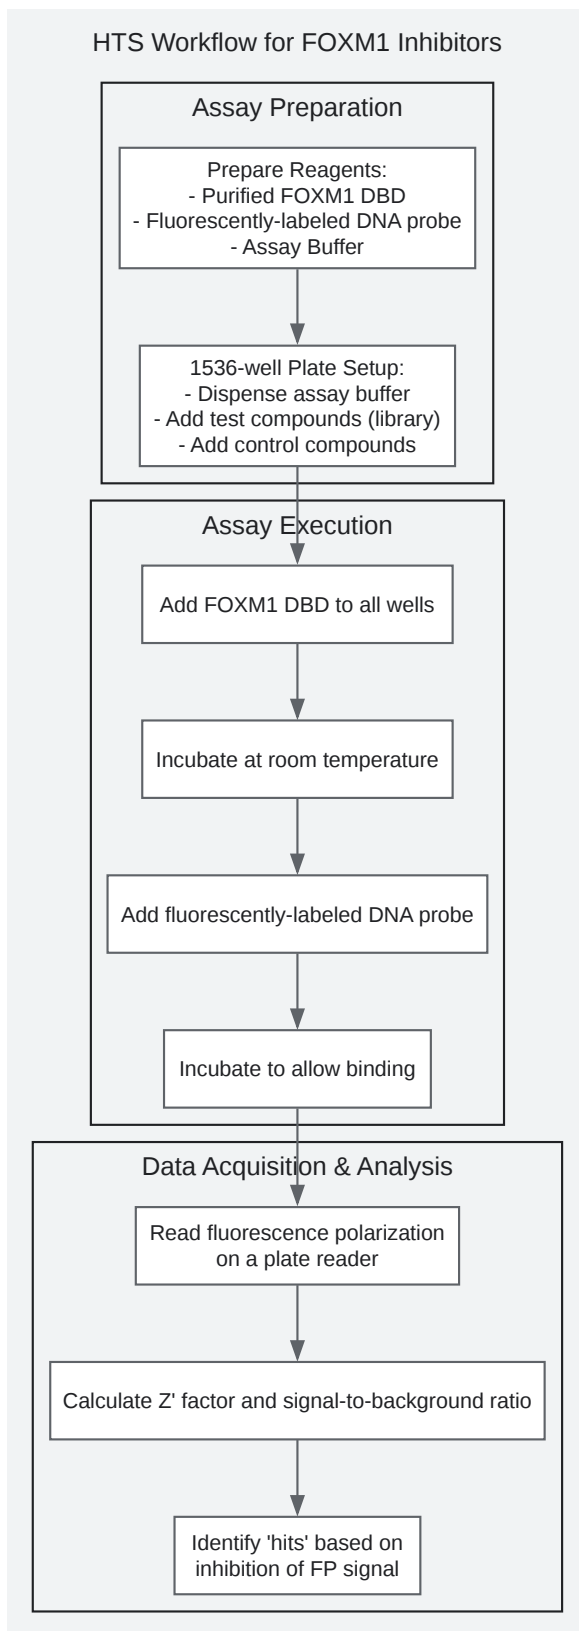 HTS Workflow for FOXM1 Inhibitors
Assay Preparation
Prepare Reagents:
- Purified FOXM1 DBD
- Fluorescently-labeled DNA probe
- Assay Buffer
1536-well Plate Setup:
- Dispense assay buffer
- Add test compounds (library)
- Add control compounds
Assay Execution
Add FOXM1 DBD to all wells
Incubate at room temperature
Add fluorescently-labeled DNA probe
Incubate to allow binding
Data Acquisition & Analysis
Read fluorescence polarization
on a plate reader
Calculate Z' factor and signal-to-background ratio
Identify 'hits' based on
inhibition of FP signal